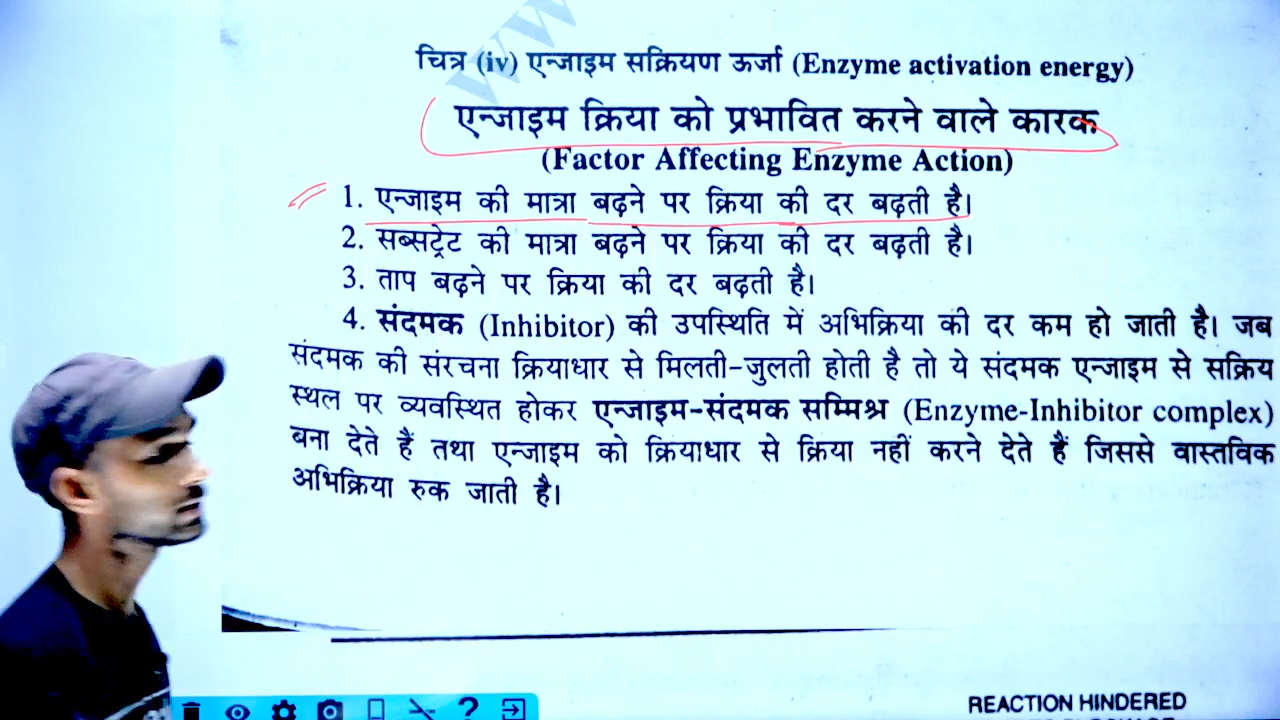 चित्र (iv) एन्जाइम सक्रियण ऊर्जा (Enzyme activation energy)
एन्जाइम क्रिया को प्रभावित करने वाले कारक
(Factor Affecting Enzyme Action)
1. एन्जाइम की मात्रा बढ़ने पर क्रिया की दर बढ़ती है।
2. सब्सट्रेट की मात्रा बढ़ने पर क्रिया की दर बढ़ती है।
3. ताप बढ़ने पर क्रिया की दर बढ़ती है।
4. संदमक (Inhibitor) की उपस्थिति में अभिक्रिया की दर कम हो जाती है। जब
संदमक की संरचना क्रियाधार से मिलती-जुलती होती है तो ये संदमक एन्जाइम से सक्रिय
स्थल पर व्यवस्थित होकर एन्जाइम-संदमक सम्मिश्र (Enzyme-Inhibitor complex)
बना देते हैं तथा एन्जाइम को क्रियाधार से क्रिया नहीं करने देते हैं जिससे वास्तविक
अभिक्रिया रुक जाती है।
REACTION HINDERED